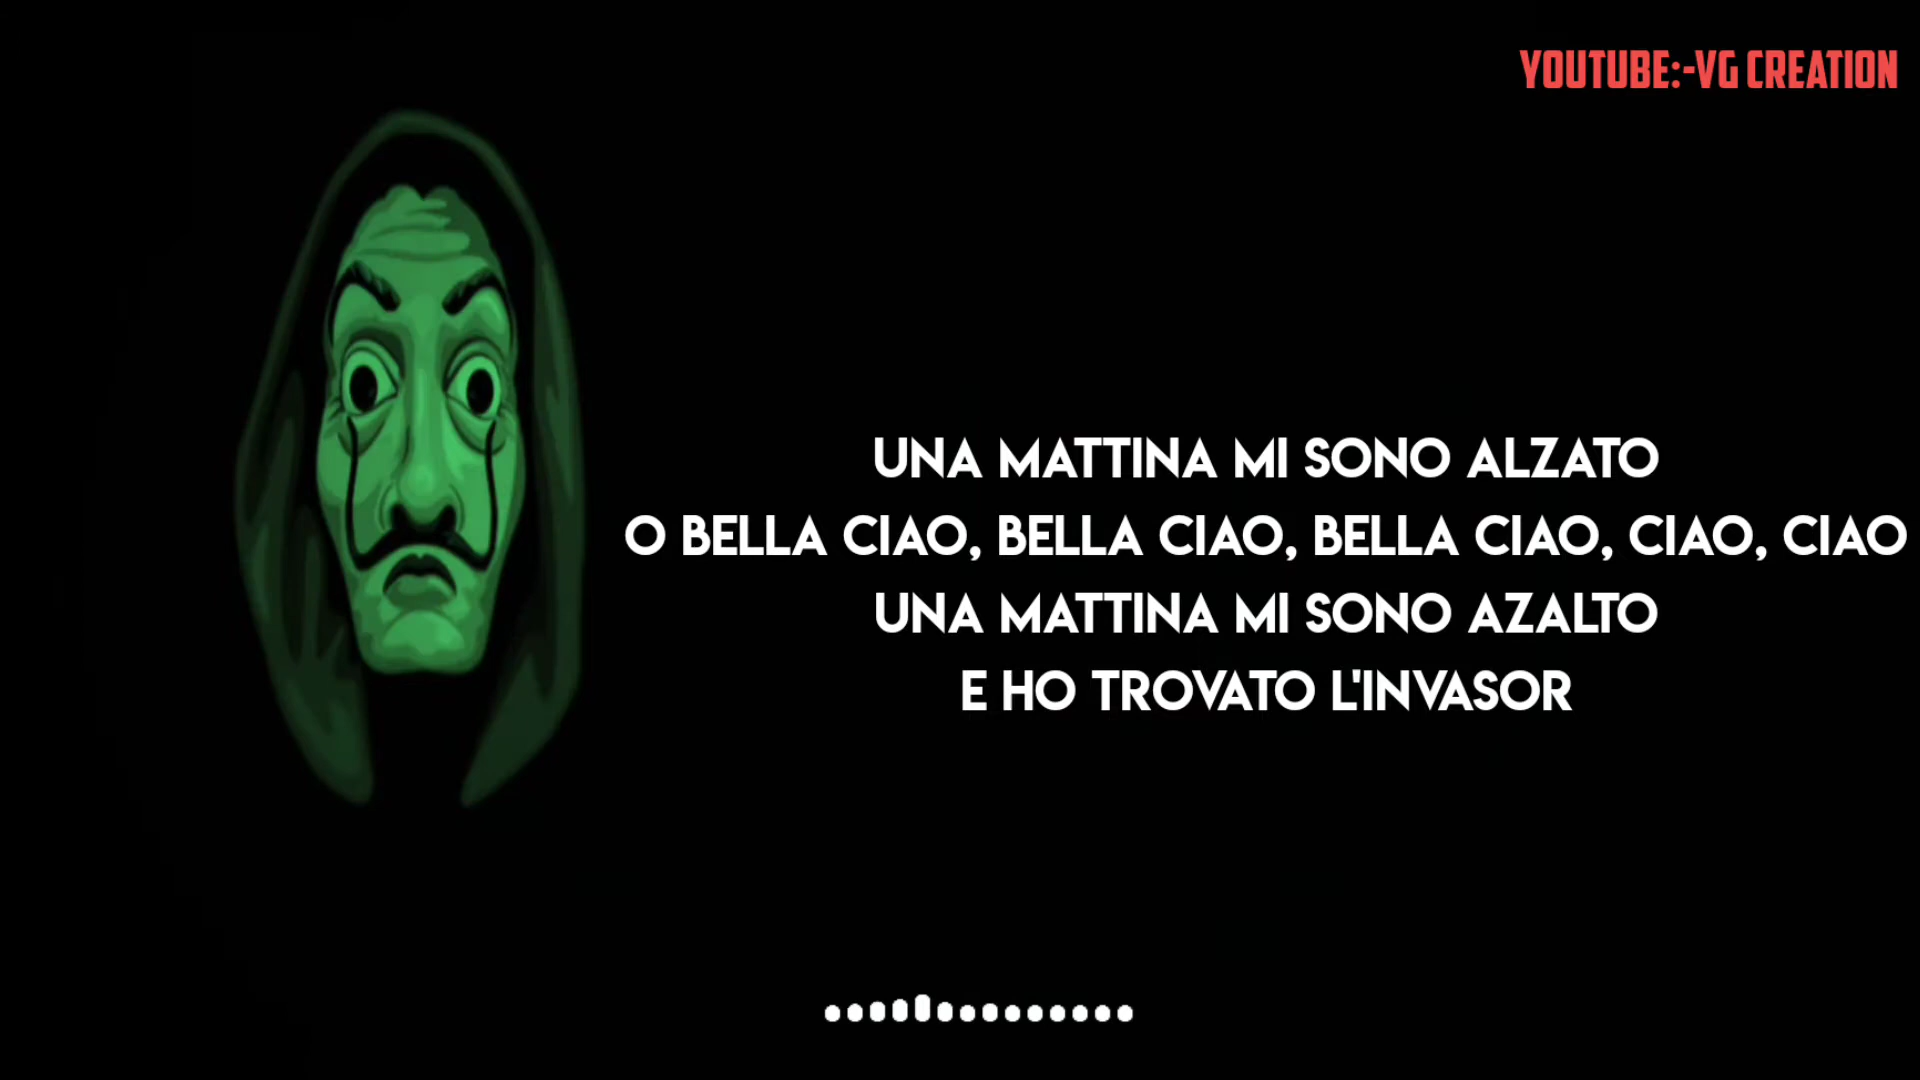 YOUTUBE:-VG CREATION
UNA MATTINA MI SONO ALZATO
O BELLA CIAO, BELLA CIAO, BELLA CIAO, CIAO, CIAO
UNA MATTINA MI SONO AZALTO
E HO TROVATO L'INVASOR